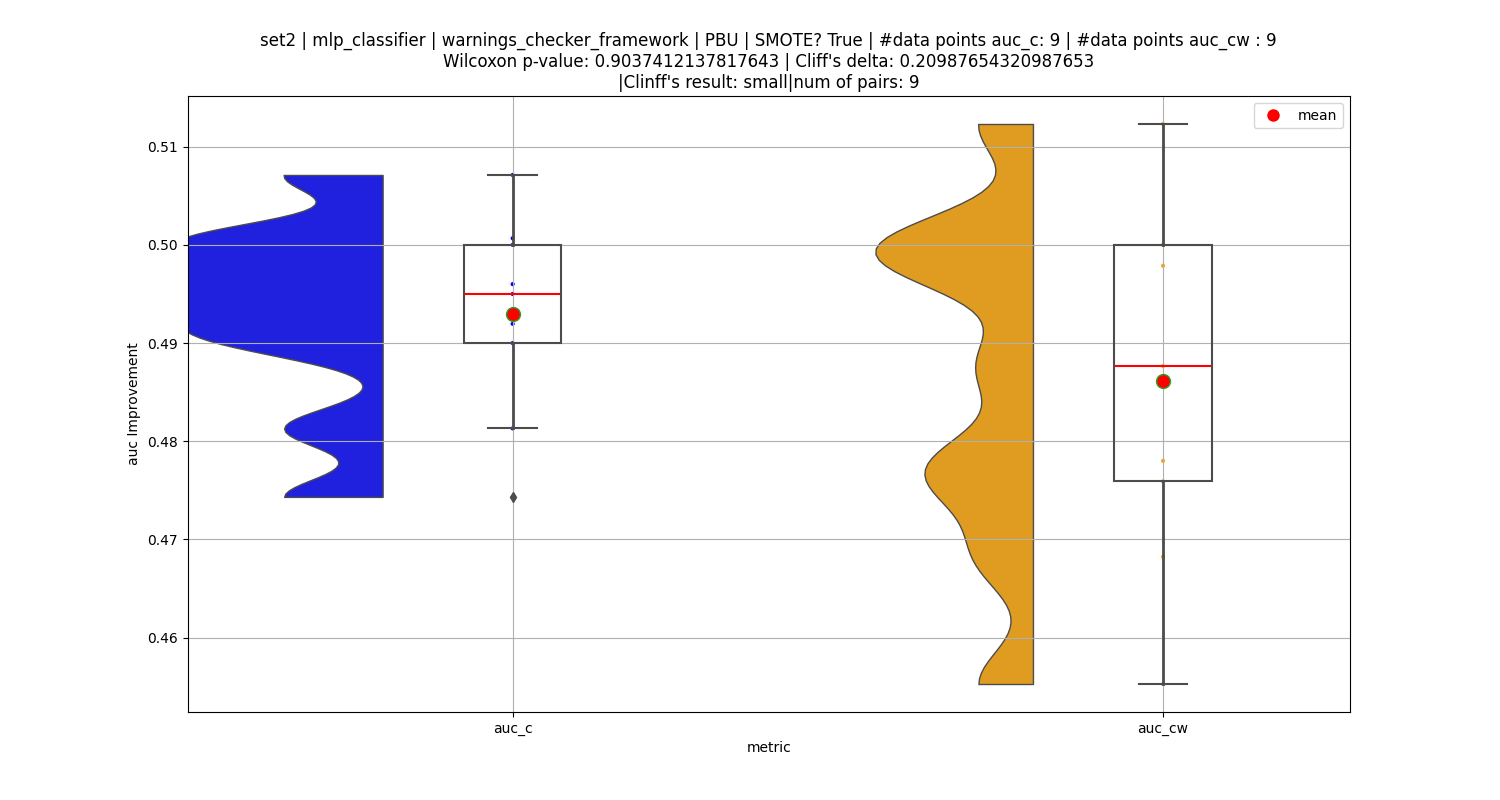 set2 | mlp_classifier | warnings_checker_framework | PBU | SMOTE? True | #data points auc_c: 9 | #data points auc_cw : 9
Wilcoxon p-value: 0.9037412137817643 | Cliff's delta: 0.20987654320987653
|Clinff's result: small|num of pairs: 9
mean
0.51
0.50
0.49
0.48
0.47
0.46
auc Improvement
auc_c
auc_cw
metric